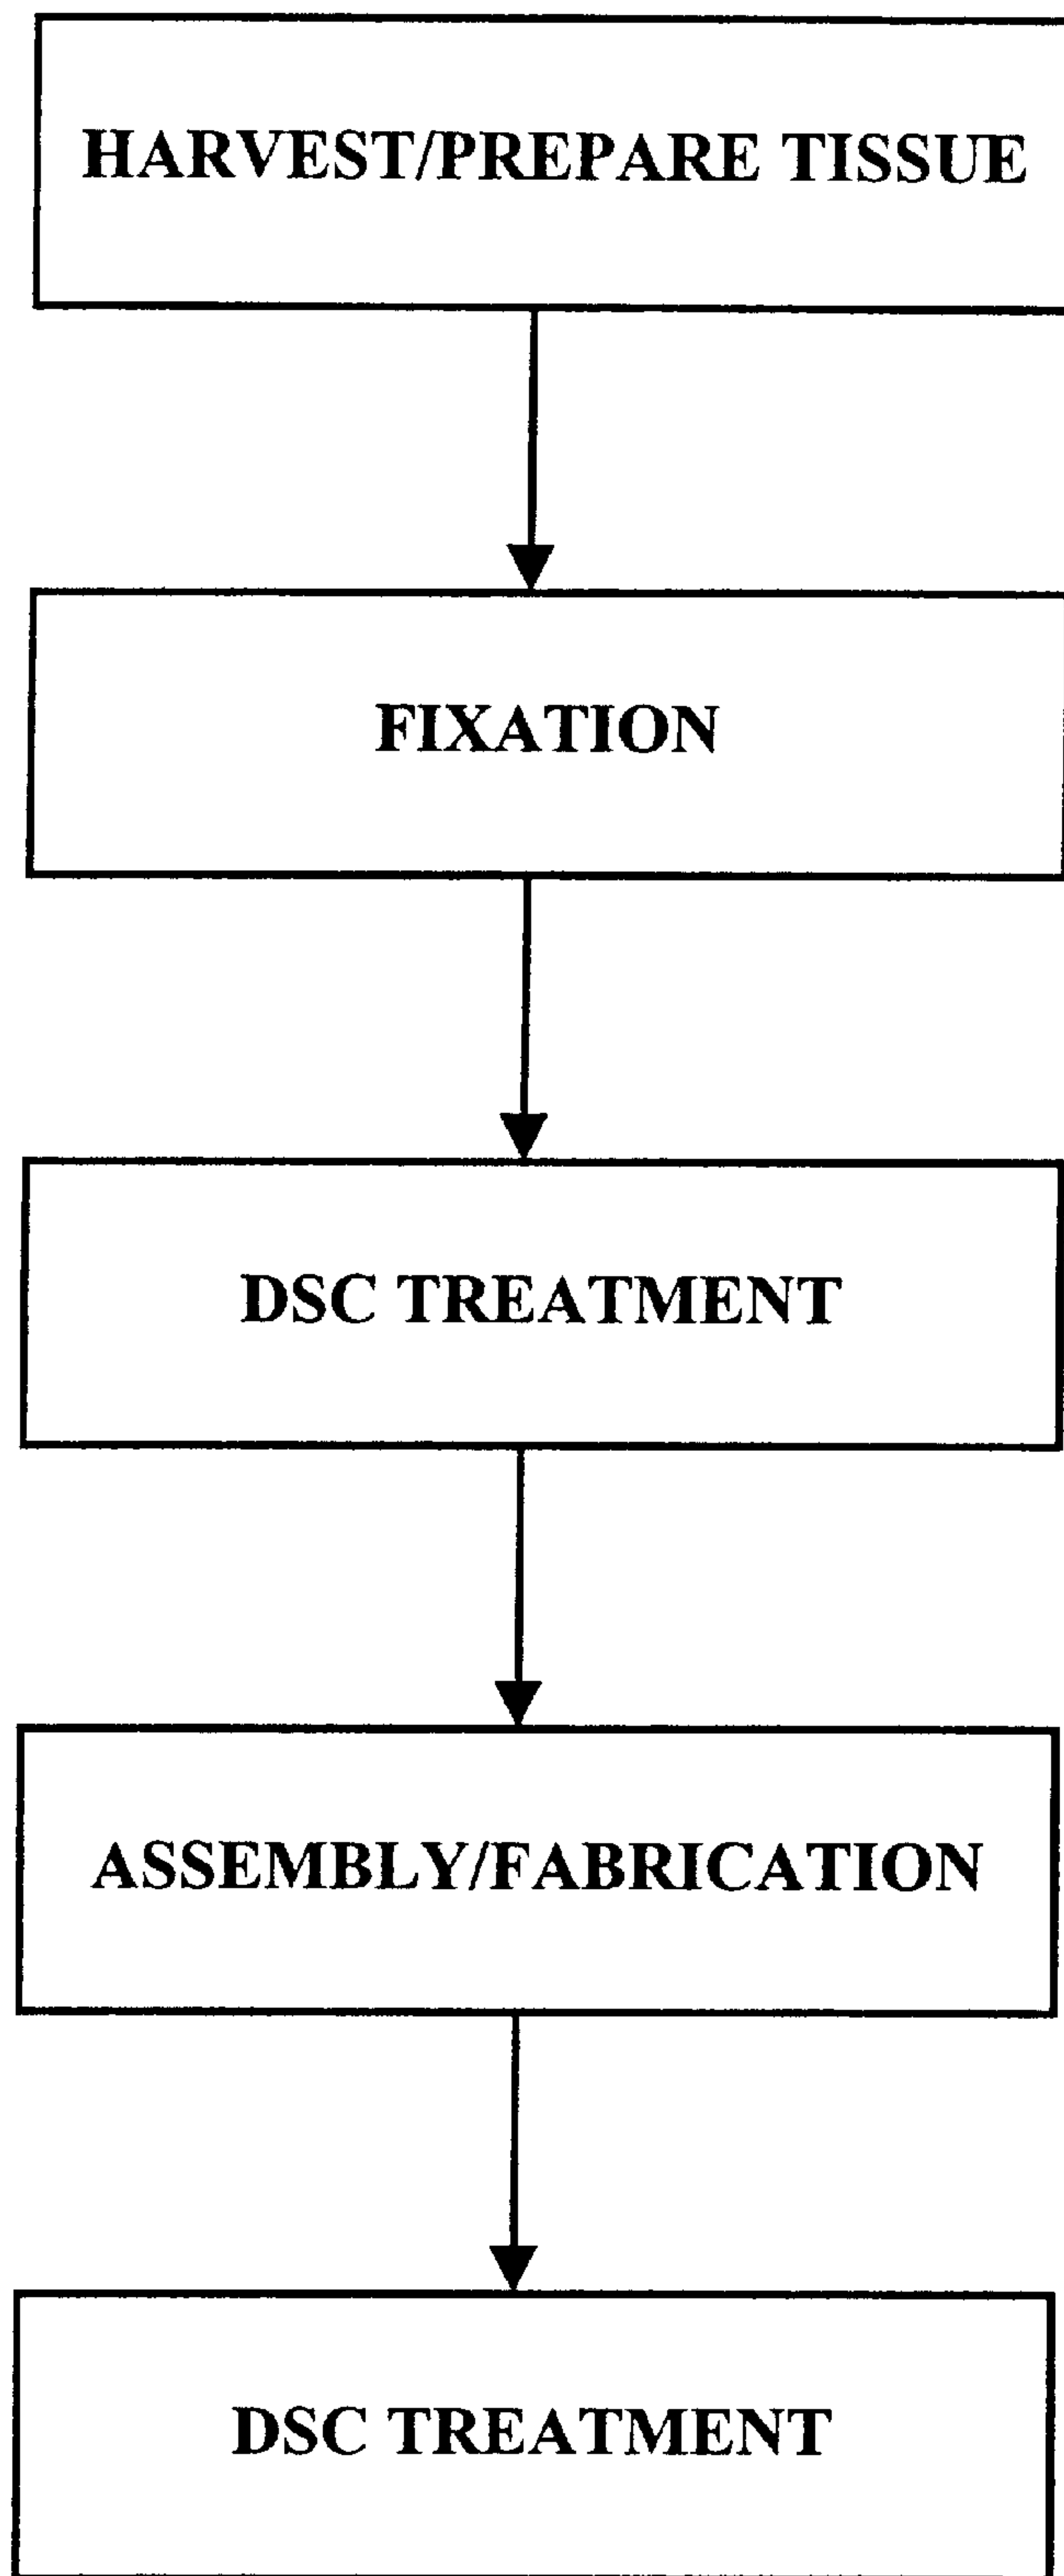 HARVEST/PREPARE TISSUE
FIXATION
DSC TREATMENT
ASSEMBLY/FABRICATION
DSC TREATMENT